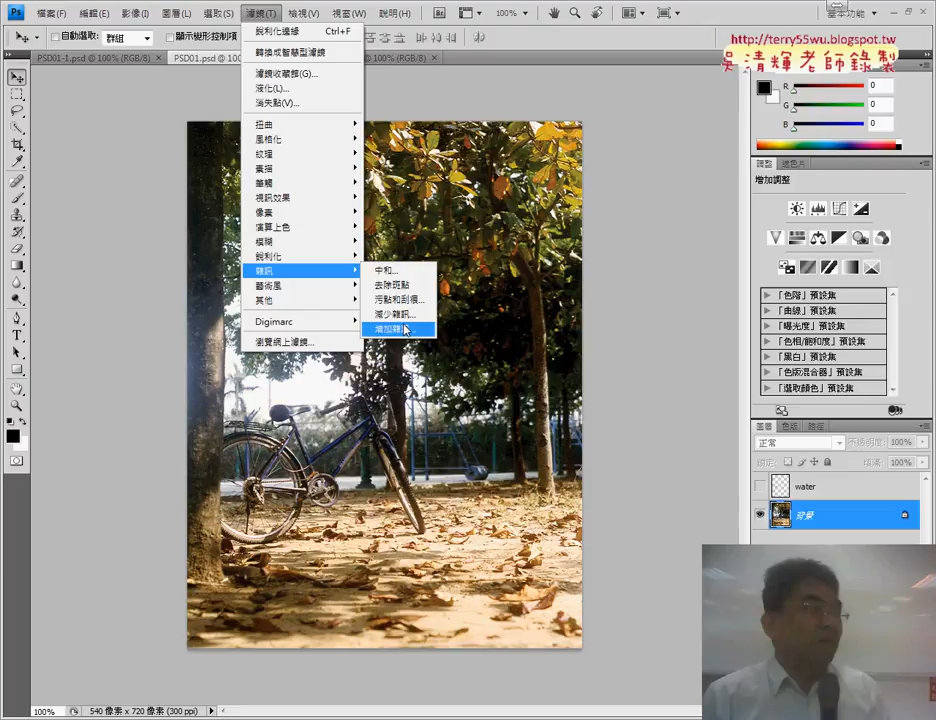 檔案(F) 編輯(E) 影像(I) 圖層(L) 選取(S) 濾鏡(T) 檢視(V) 視窗(W) 說明(H) Br 100% 基本功能
http://terry55wu.blogspot.tw
吳清輝老師錄製
自動選取: 群組 顯示變形控制項
PSD01-1.psd @ 100% (RGB/8) PSD01.psd @ 100% (RGB/8)
銳利化邊緣 Ctrl+F
轉換成智慧型濾鏡
濾鏡收藏館(G)...
液化(L)...
消失點(V)...
扭曲
風格化
紋理
素描
筆觸
視訊效果
像素
演算上色
模糊
銳利化
雜訊
藝術風
其他
Digimarc
瀏覽網上濾鏡...
中和...
去除斑點
污點和刮痕...
減少雜訊...
增加雜訊...
R 0
G 0
B 0
調整 遮色片
增加調整
「色階」預設集
「曲線」預設集
「曝光度」預設集
「色相/飽和度」預設集
「黑白」預設集
「色版混合器」預設集
「選取顏色」預設集
圖層 色版 路徑
正常 不透明度: 100%
鎖定: 填滿: 100%
water
背景
100% 540 像素 x 720 像素 (300 ppi)